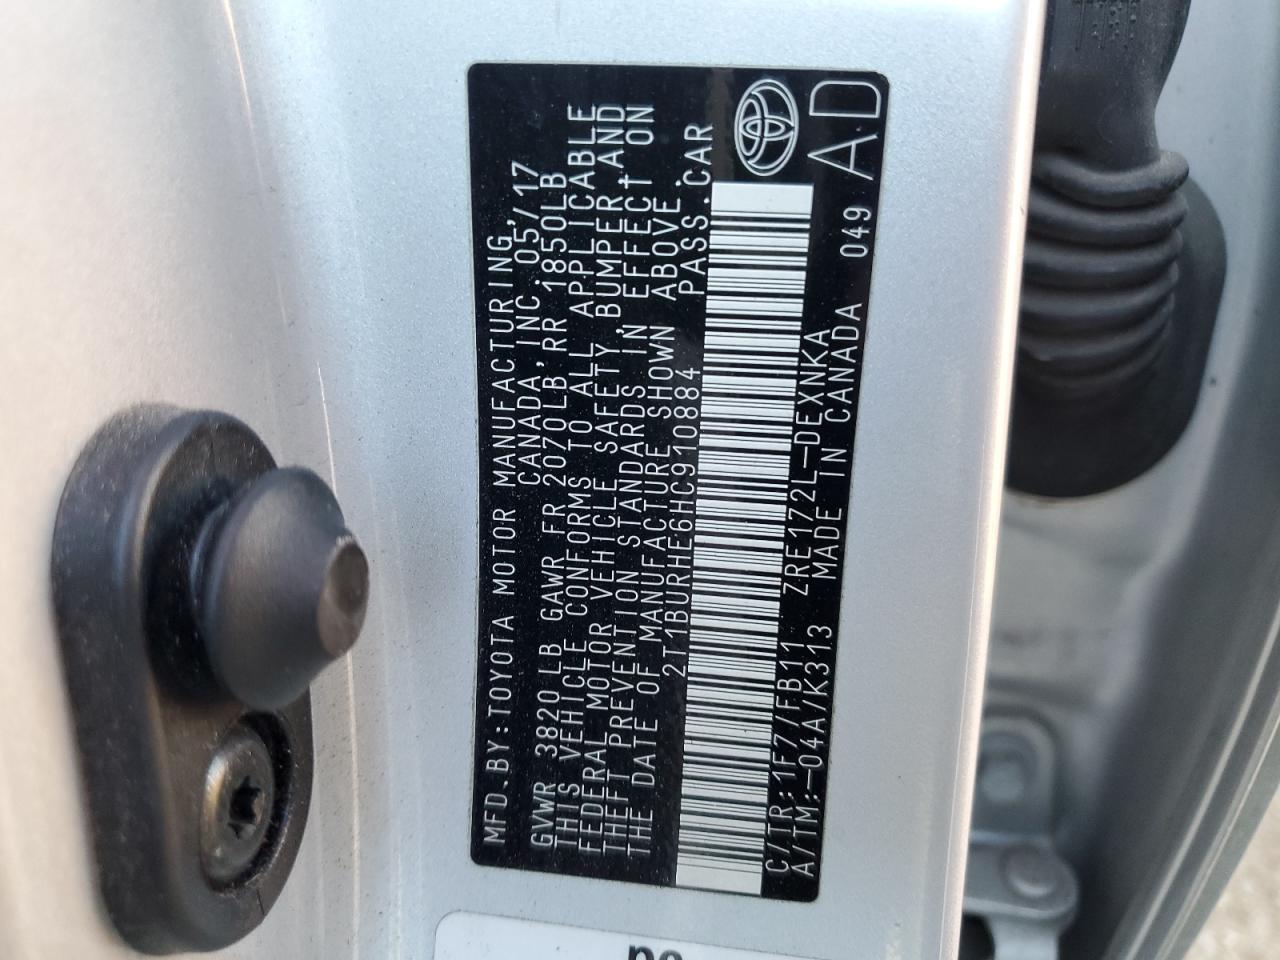 MFD.BY:TOYOTA MOTOR MANUFACTURING,
CANADA,INC.05/17
GVWR 3820 LB GAWR FR 2070LB,RR 1850LB
THIS VEHICLE CONFORMS TO ALL APPLICABLE
FEDERAL MOTOR VEHICLE SAFETY,BUMPER,AND
THEFT PREVENTION STANDARDS IN EFFECT ON
THE DATE OF MANUFACTURE SHOWN ABOVE.
2T1BURHE6HC910884 PASS.CAR
C/TR:1F7/FB11 ZRE172L-DEXNKA
A/TM:-04A/K313 MADE IN CANADA 049
AD